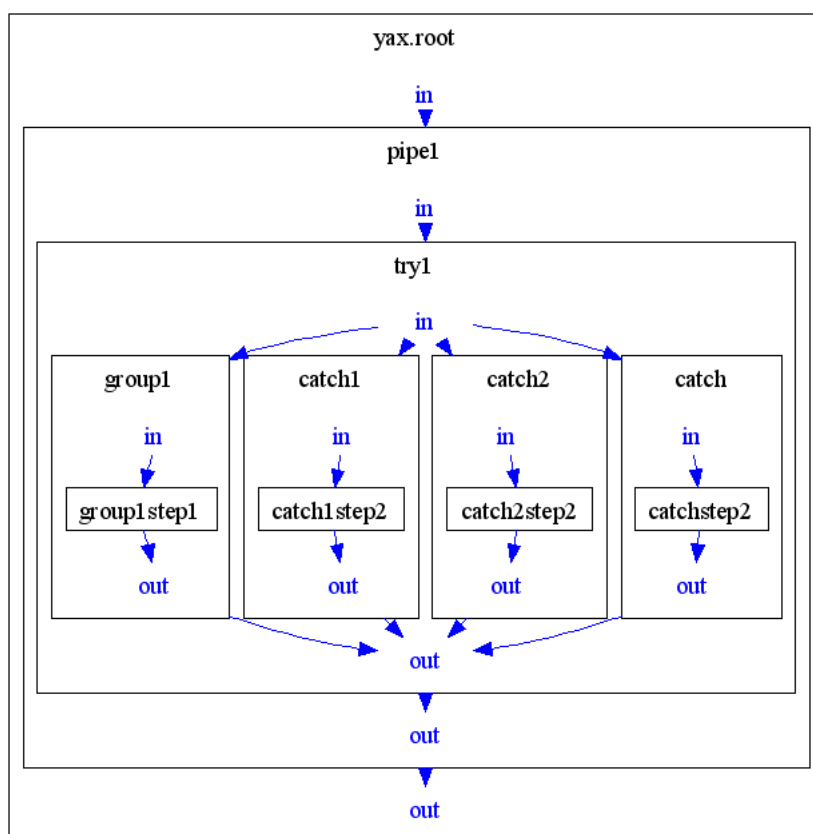 yax.root
in
pipe1
in
try1
in
group1 catch1 catch2 catch
in in in in
group1step1 catch1step2 catch2step2 catchstep2
out out out out
out
out
out